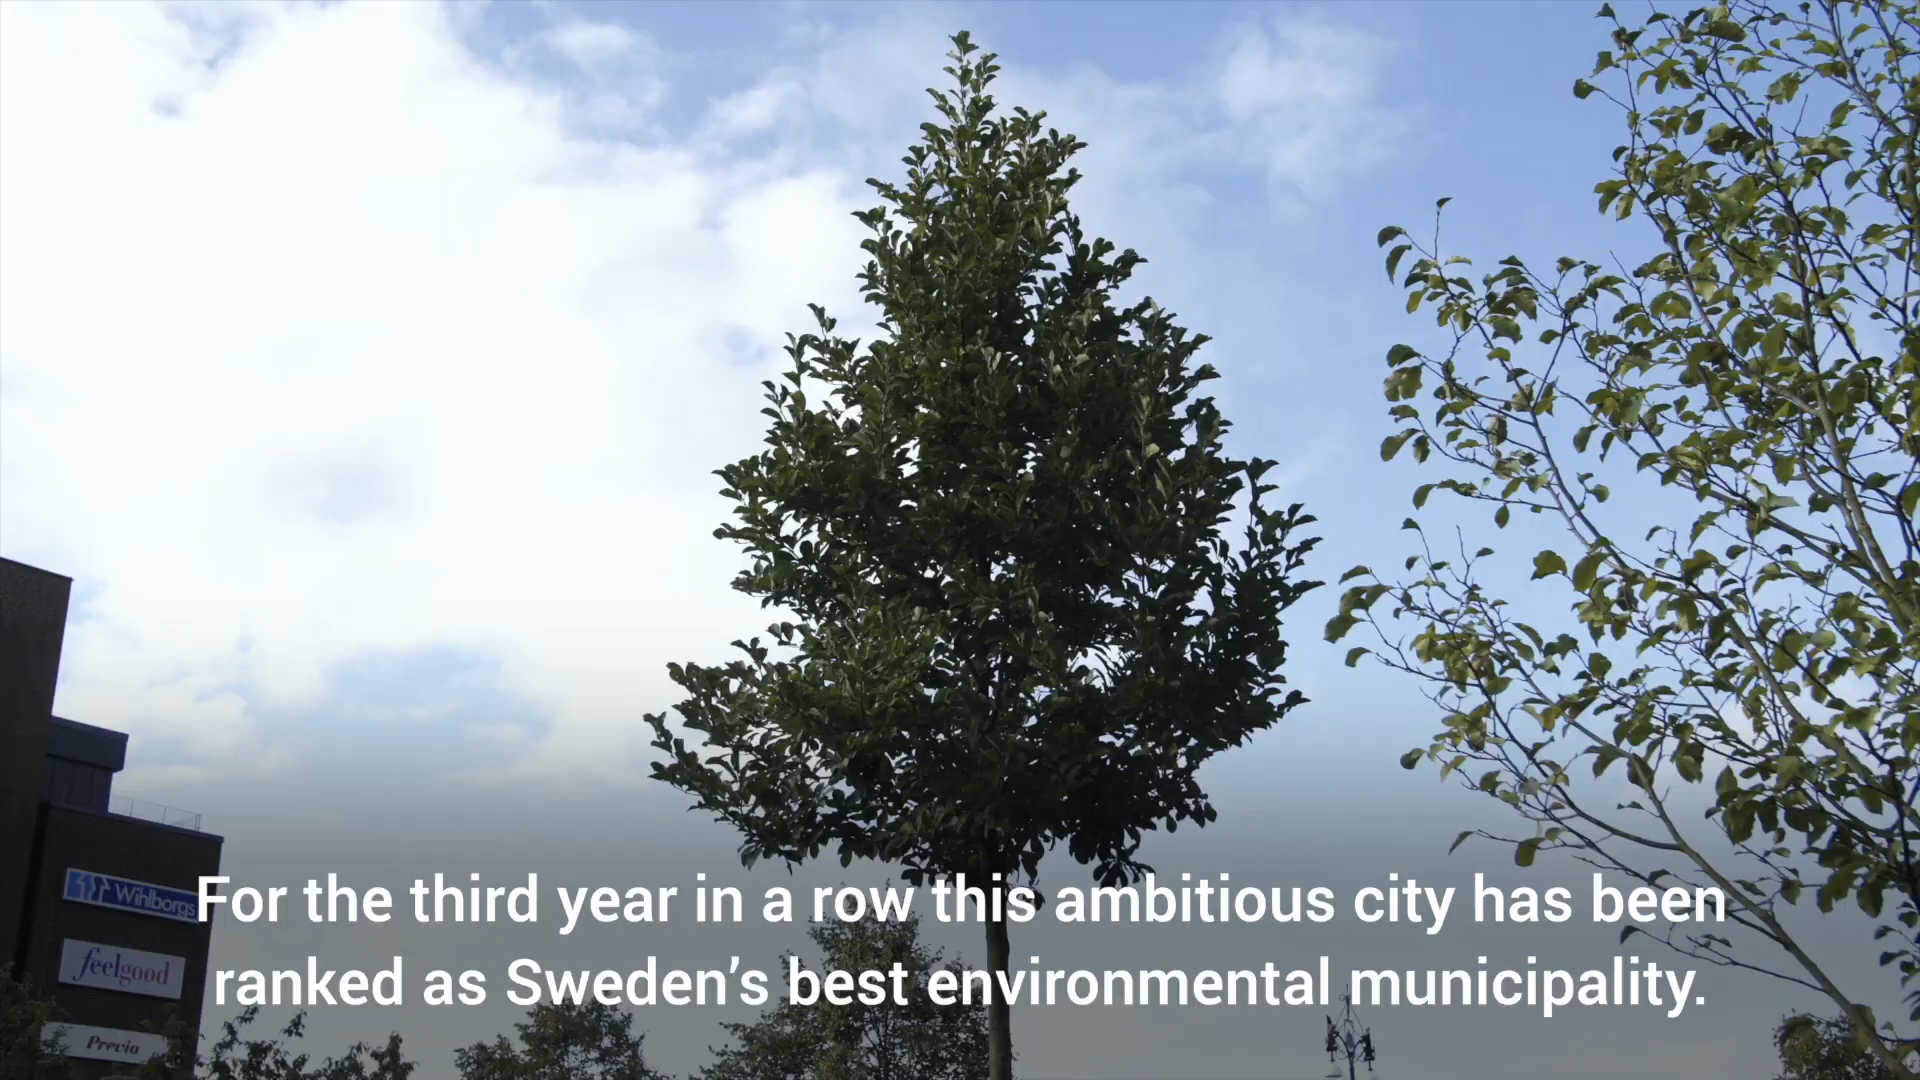 Wihlborgs
feelgood
Previa
For the third year in a row this ambitious city has been
ranked as Sweden’s best environmental municipality.